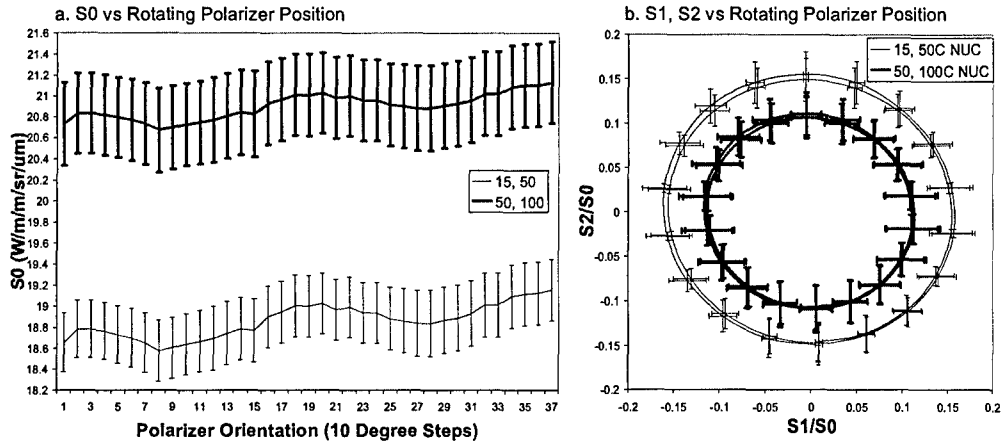 a. S0 vs Rotating Polarizer Position
S0 (W/m/m/sr/um)
21.6
21.4
21.2
21
20.8
20.6
20.4
20.2
20
19.8
19.6
19.4
19.2
19
18.8
18.6
18.4
18.2
15, 50
50, 100
1 3 5 7 9 11 13 15 17 19 21 23 25 27 29 31 33 35 37
Polarizer Orientation (10 Degree Steps)
b. S1, S2 vs Rotating Polarizer Position
S2/S0
0.2
0.15
0.1
0.05
0
-0.05
-0.1
-0.15
-0.2
15, 50C NUC
50, 100C NUC
-0.2 -0.15 -0.1 -0.05 0 0.05 0.1 0.15 0.2
S1/S0